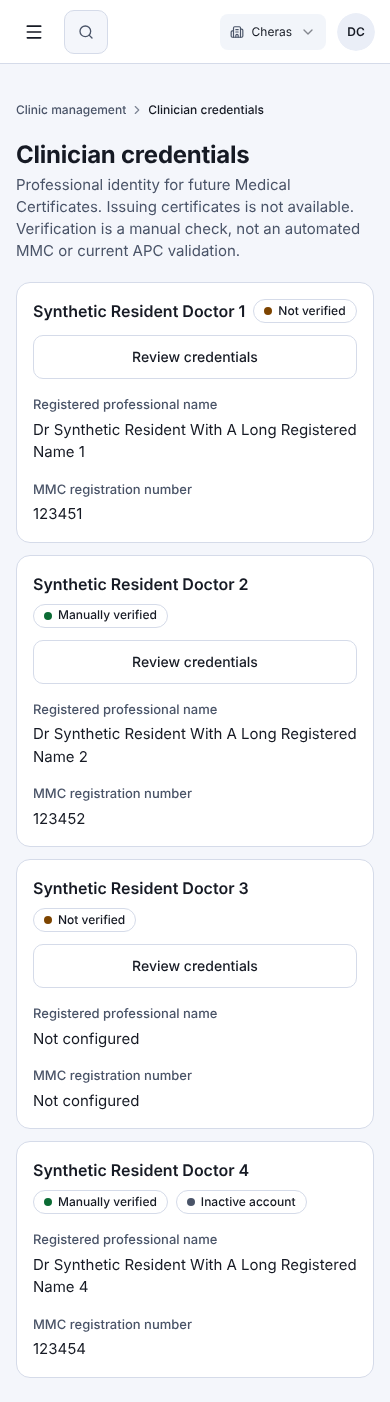 Cheras
DC
Clinic management > Clinician credentials
Clinician credentials
Professional identity for future Medical
Certificates. Issuing certificates is not available.
Verification is a manual check, not an automated
MMC or current APC validation.
Synthetic Resident Doctor 1 Not verified
Review credentials
Registered professional name
Dr Synthetic Resident With A Long Registered
Name 1
MMC registration number
123451
Synthetic Resident Doctor 2
Manually verified
Review credentials
Registered professional name
Dr Synthetic Resident With A Long Registered
Name 2
MMC registration number
123452
Synthetic Resident Doctor 3
Not verified
Review credentials
Registered professional name
Not configured
MMC registration number
Not configured
Synthetic Resident Doctor 4
Manually verified Inactive account
Registered professional name
Dr Synthetic Resident With A Long Registered
Name 4
MMC registration number
123454